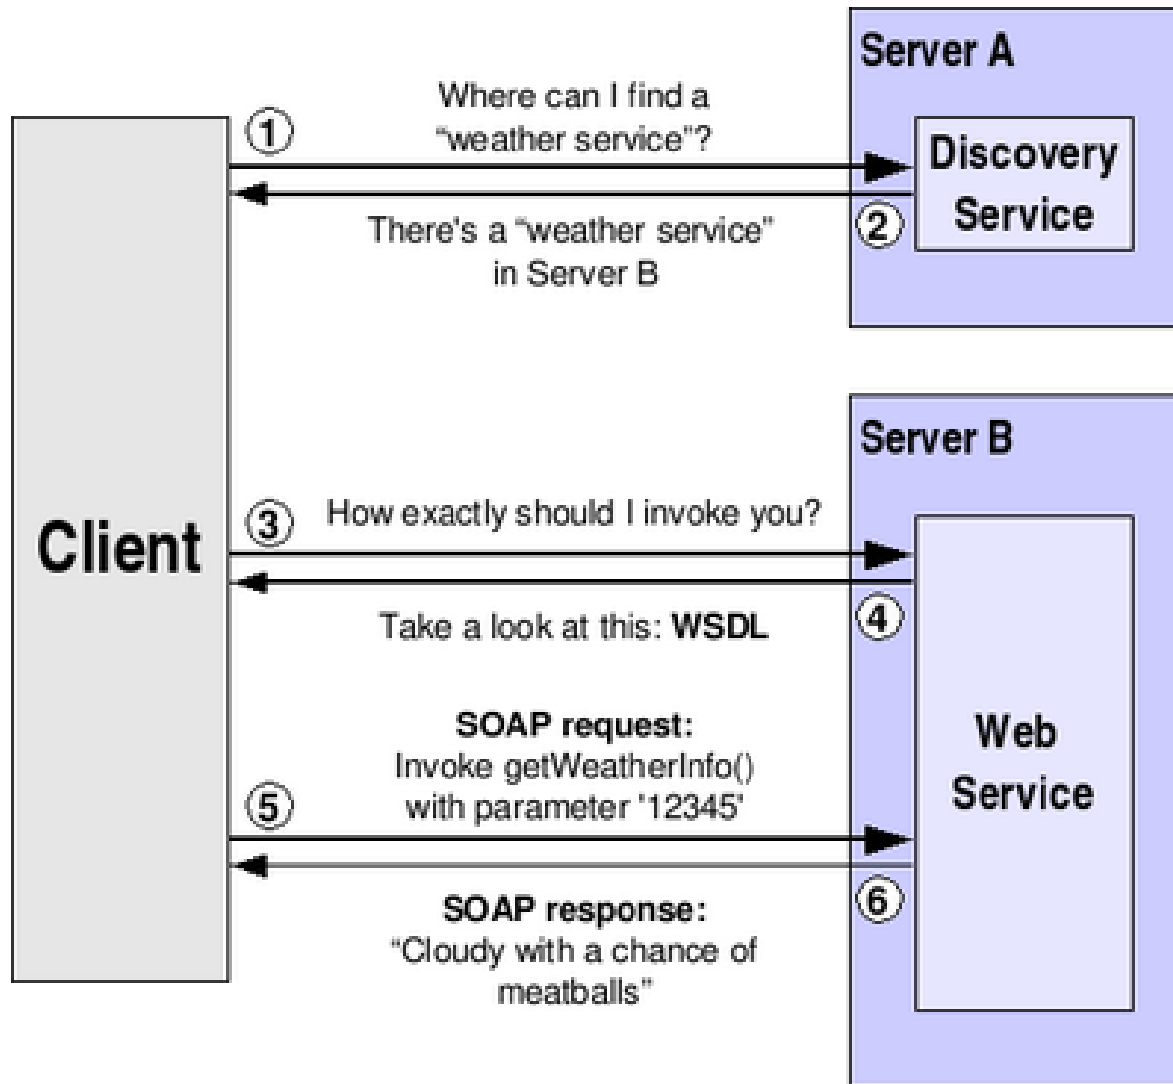 Server A
Where can I find a
“weather service”?
1
Discovery
Service
2
There's a “weather service”
in Server B
Server B
Client
3
How exactly should I invoke you?
4
Take a look at this: WSDL
SOAP request:
Invoke getWeatherInfo()
with parameter '12345'
5
Web
Service
6
SOAP response:
“Cloudy with a chance of
meatballs”